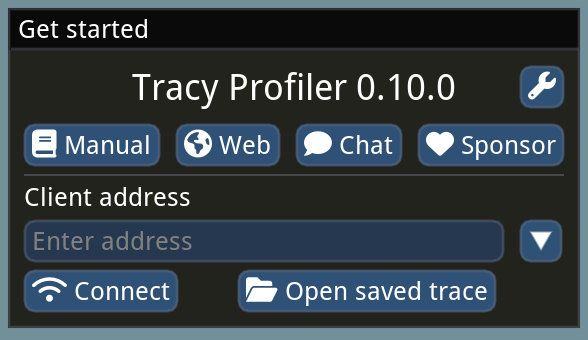 Get started
Tracy Profiler 0.10.0
Manual Web Chat Sponsor
Client address
Enter address
Connect Open saved trace